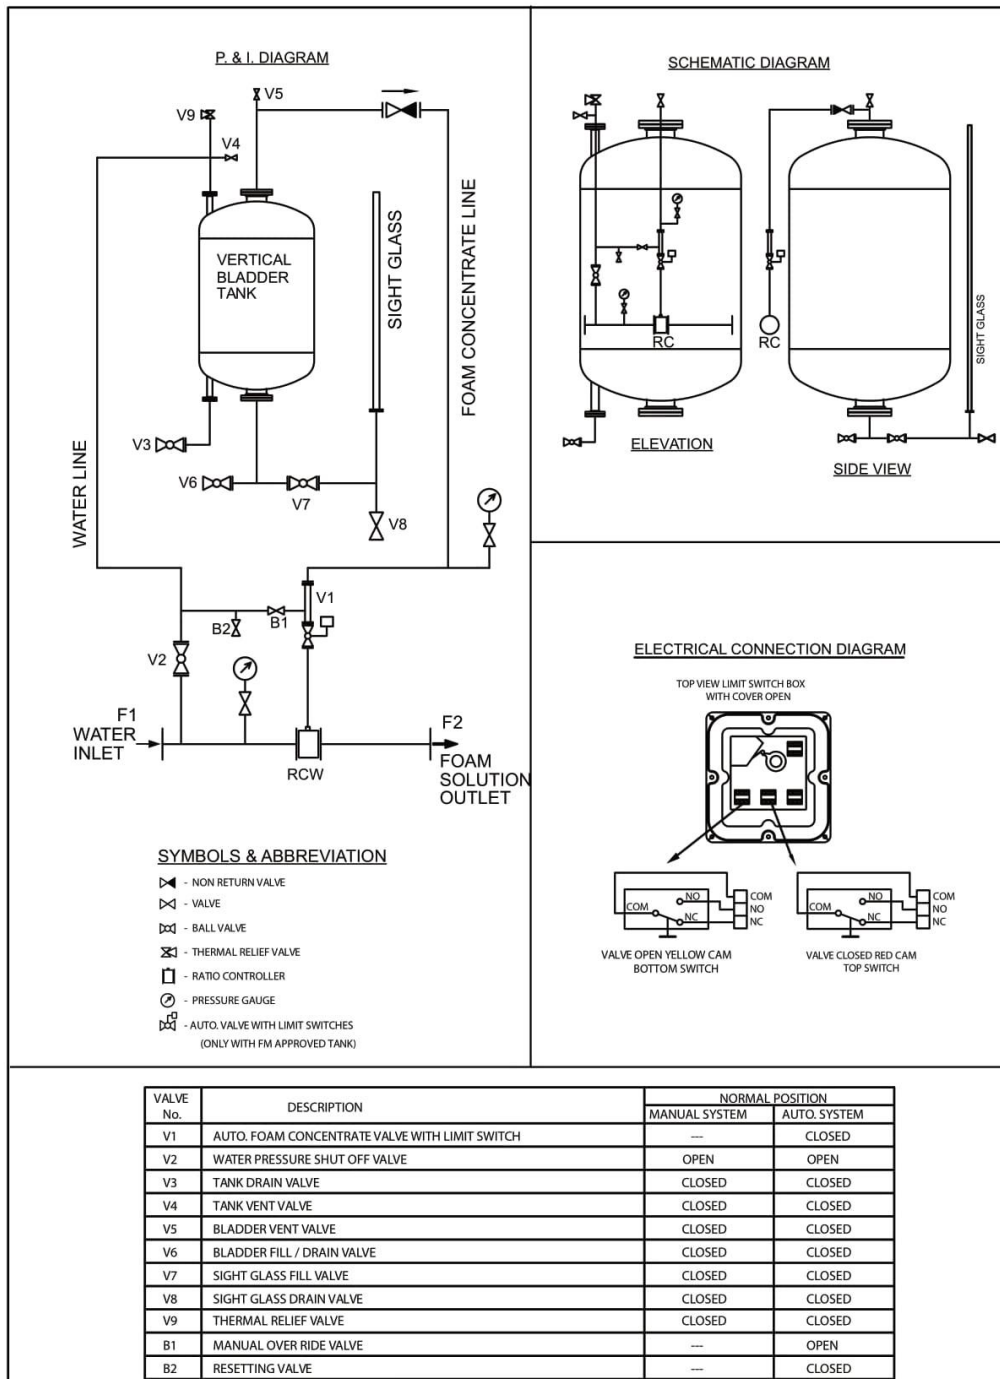 P. & I. DIAGRAM
V5
V9
V4
VERTICAL
BLADDER
TANK
SIGHT GLASS
FOAM CONCENTRATE LINE
WATER LINE
V3
V6
V7
V8
V1
B2
B1
V2
F1
WATER
INLET
RCW
F2
FOAM
SOLUTION
OUTLET
SYMBOLS & ABBREVIATION
- NON RETURN VALVE
- VALVE
- BALL VALVE
- THERMAL RELIEF VALVE
- RATIO CONTROLLER
- PRESSURE GAUGE
- AUTO. VALVE WITH LIMIT SWITCHES
(ONLY WITH FM APPROVED TANK)
SCHEMATIC DIAGRAM
RC
ELEVATION
RC
SIGHT GLASS
SIDE VIEW
ELECTRICAL CONNECTION DIAGRAM
TOP VIEW LIMIT SWITCH BOX
WITH COVER OPEN
COM
NO
NC
COM
NO
NC
VALVE OPEN YELLOW CAM
BOTTOM SWITCH
COM
NO
NC
COM
NO
NC
VALVE CLOSED RED CAM
TOP SWITCH
VALVE No. DESCRIPTION NORMAL POSITION
MANUAL SYSTEM AUTO. SYSTEM
V1 AUTO. FOAM CONCENTRATE VALVE WITH LIMIT SWITCH --- CLOSED
V2 WATER PRESSURE SHUT OFF VALVE OPEN OPEN
V3 TANK DRAIN VALVE CLOSED CLOSED
V4 TANK VENT VALVE CLOSED CLOSED
V5 BLADDER VENT VALVE CLOSED CLOSED
V6 BLADDER FILL / DRAIN VALVE CLOSED CLOSED
V7 SIGHT GLASS FILL VALVE CLOSED CLOSED
V8 SIGHT GLASS DRAIN VALVE CLOSED CLOSED
V9 THERMAL RELIEF VALVE CLOSED CLOSED
B1 MANUAL OVER RIDE VALVE --- OPEN
B2 RESETTING VALVE --- CLOSED